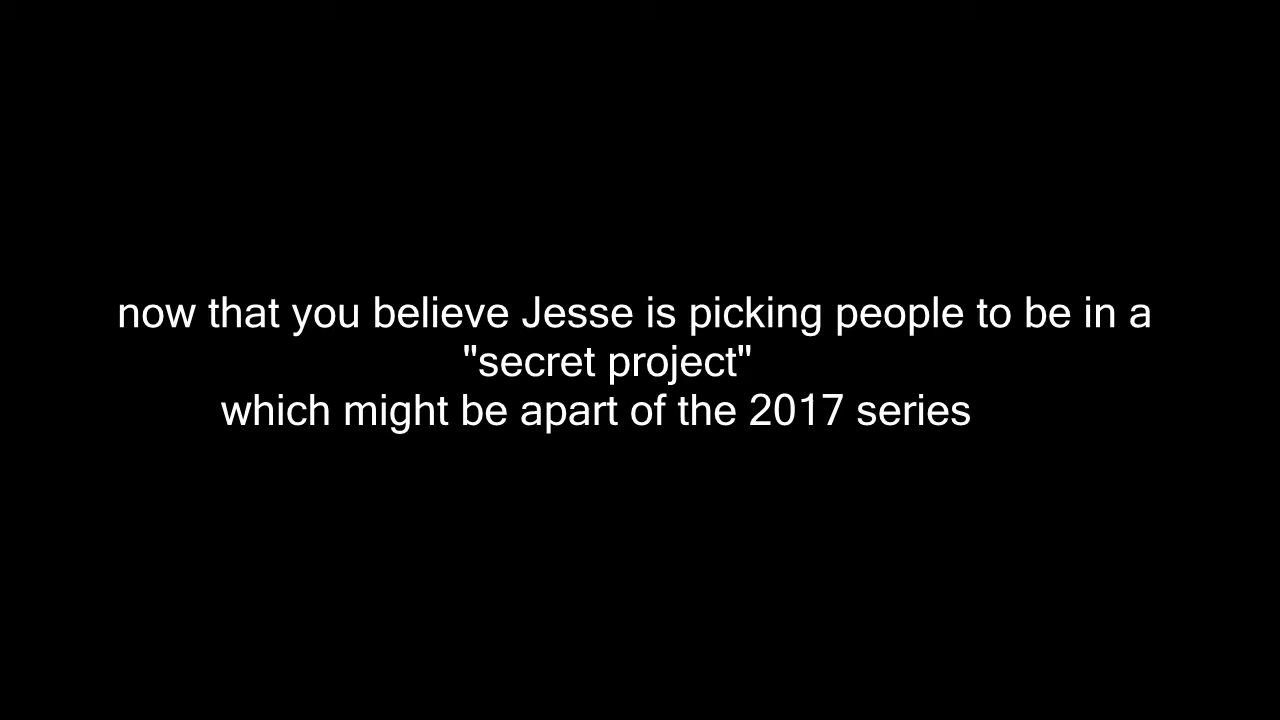 now that you believe Jesse is picking people to be in a
"secret project"
which might be apart of the 2017 series